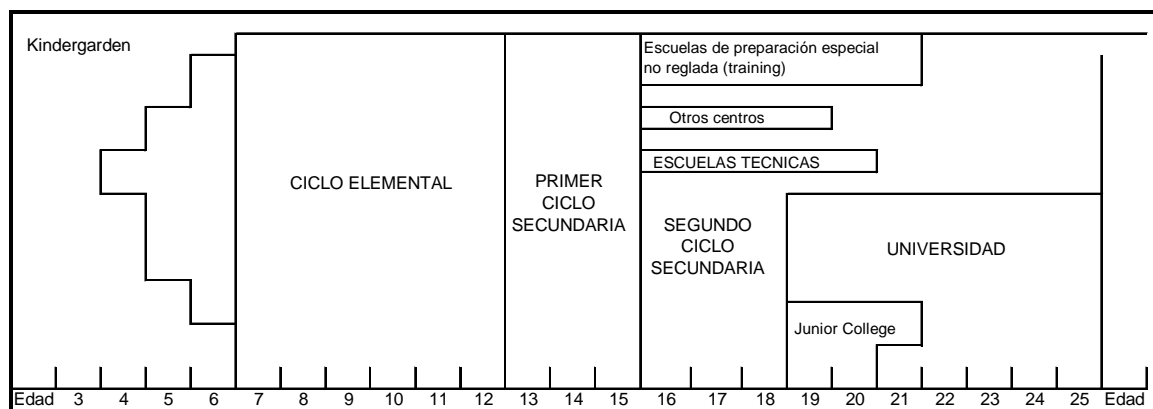 Kindergarden
Escuelas de preparación especial
no reglada (training)
Otros centros
ESCUELAS TECNICAS
CICLO ELEMENTAL
PRIMER
CICLO
SECUNDARIA
SEGUNDO
CICLO
SECUNDARIA
UNIVERSIDAD
Junior College
Edad 3 4 5 6 7 8 9 10 11 12 13 14 15 16 17 18 19 20 21 22 23 24 25 Edad